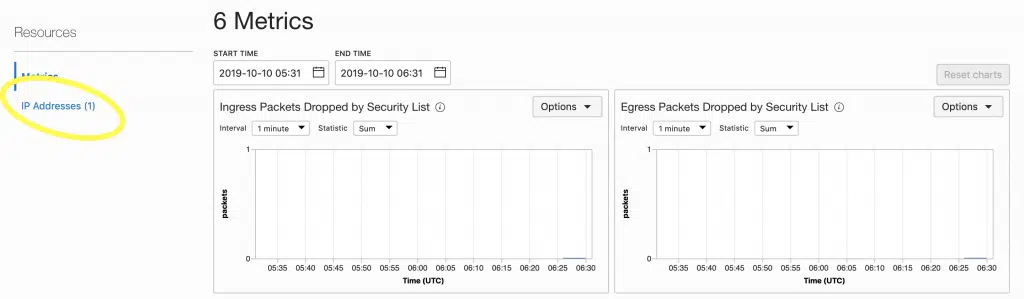 Resources
Metrics
IP Addresses (1)
6 Metrics
START TIME
END TIME
2019-10-10 05:31
2019-10-10 06:31
Reset charts
Ingress Packets Dropped by Security List
Options
Interval
1 minute
Statistic
Sum
1
packets
0
05:35 05:40 05:45 05:50 05:55 06:00 06:05 06:10 06:15 06:20 06:25 06:30
Time (UTC)
Egress Packets Dropped by Security List
Options
Interval
1 minute
Statistic
Sum
1
packets
0
05:35 05:40 05:45 05:50 05:55 06:00 06:05 06:10 06:15 06:20 06:25 06:30
Time (UTC)